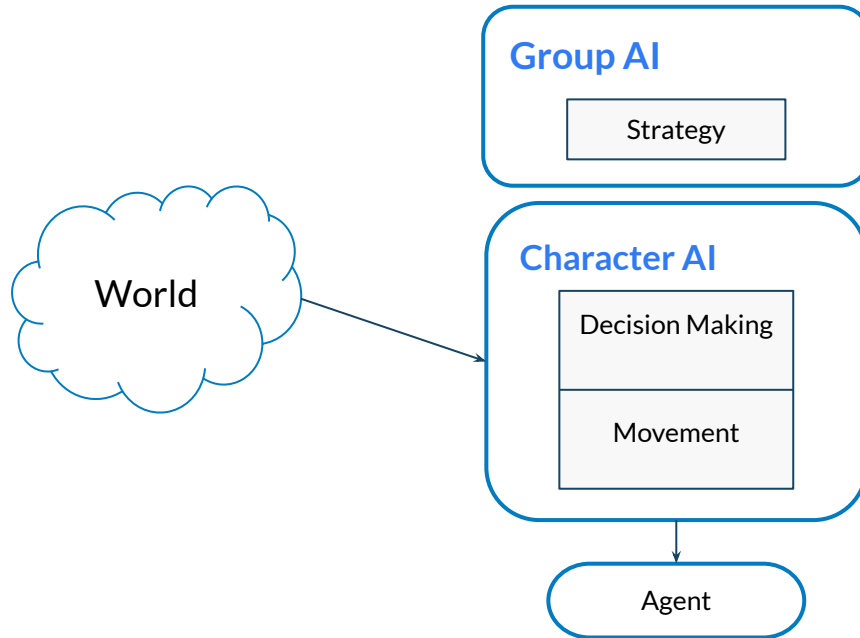 Group AI
Strategy
World
Character AI
Decision Making
Movement
Agent